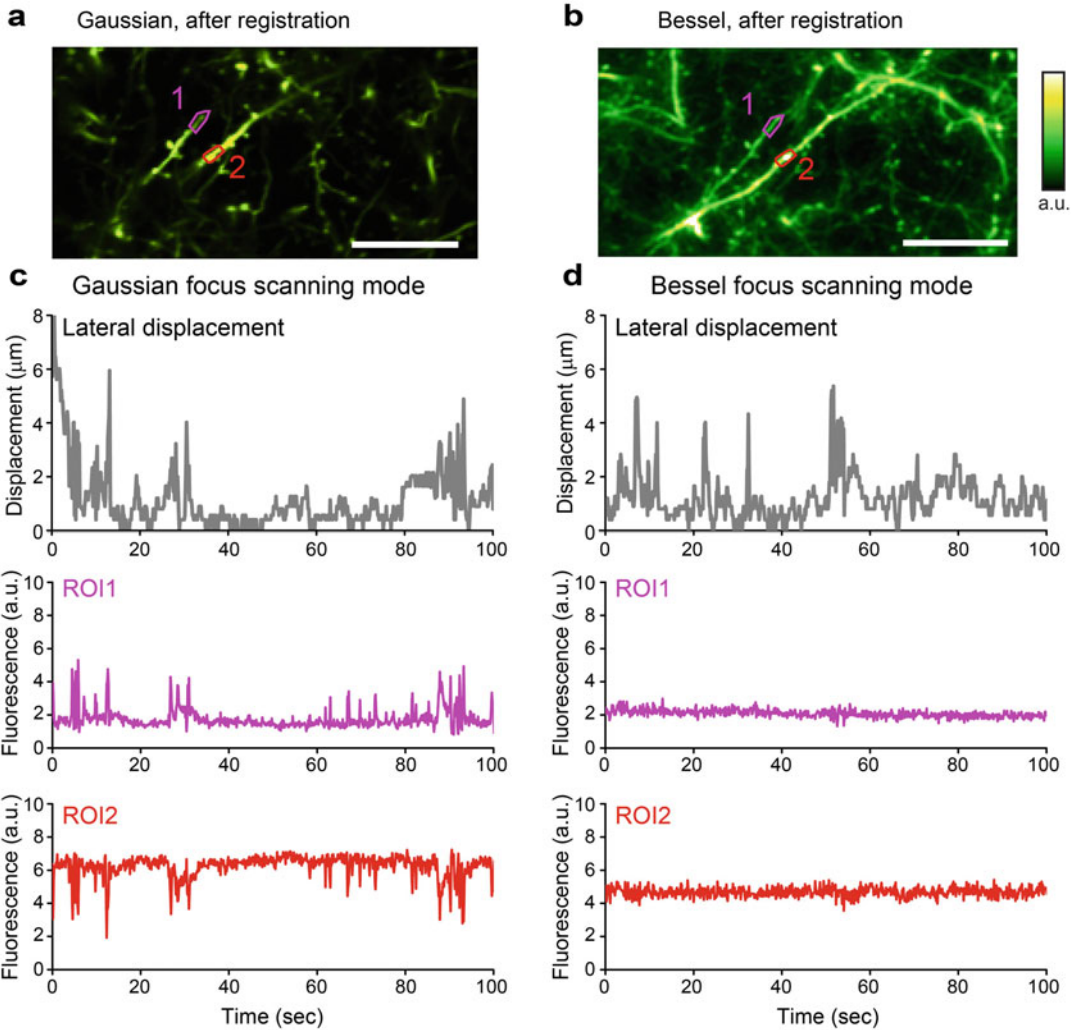 a Gaussian, after registration
b Bessel, after registration
1
2
1
2
a.u.
c Gaussian focus scanning mode
Lateral displacement
Displacement (μm)
8
6
4
2
0
0 20 40 60 80 100
ROI1
Fluorescence (a.u.)
10
8
6
4
2
0
0 20 40 60 80 100
ROI2
Fluorescence (a.u.)
10
8
6
4
2
0
0 20 40 60 80 100
Time (sec)
d Bessel focus scanning mode
Lateral displacement
Displacement (μm)
8
6
4
2
0
0 20 40 60 80 100
ROI1
Fluorescence (a.u.)
10
8
6
4
2
0
0 20 40 60 80 100
ROI2
Fluorescence (a.u.)
10
8
6
4
2
0
0 20 40 60 80 100
Time (sec)